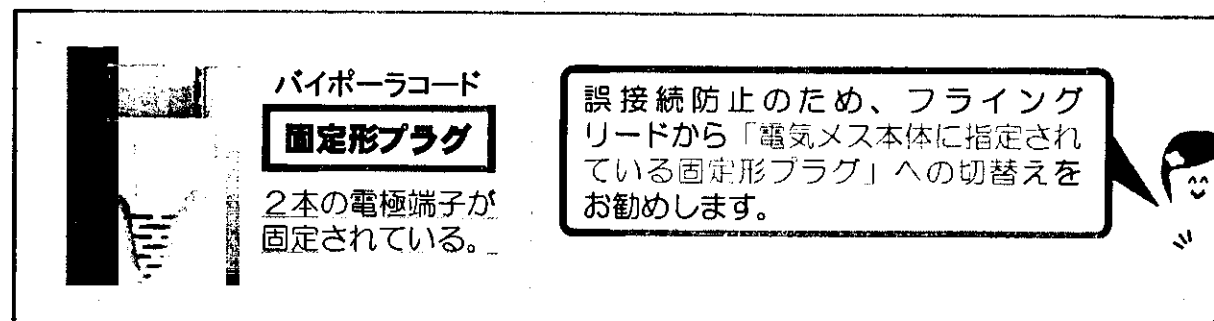 バイポーラコード
固定形プラグ
２本の電極端子が
固定されている。
誤接続防止のため、フライング
リードから「電気メス本体に指定され
ている固定形プラグ」への切替えを
お勧めします。